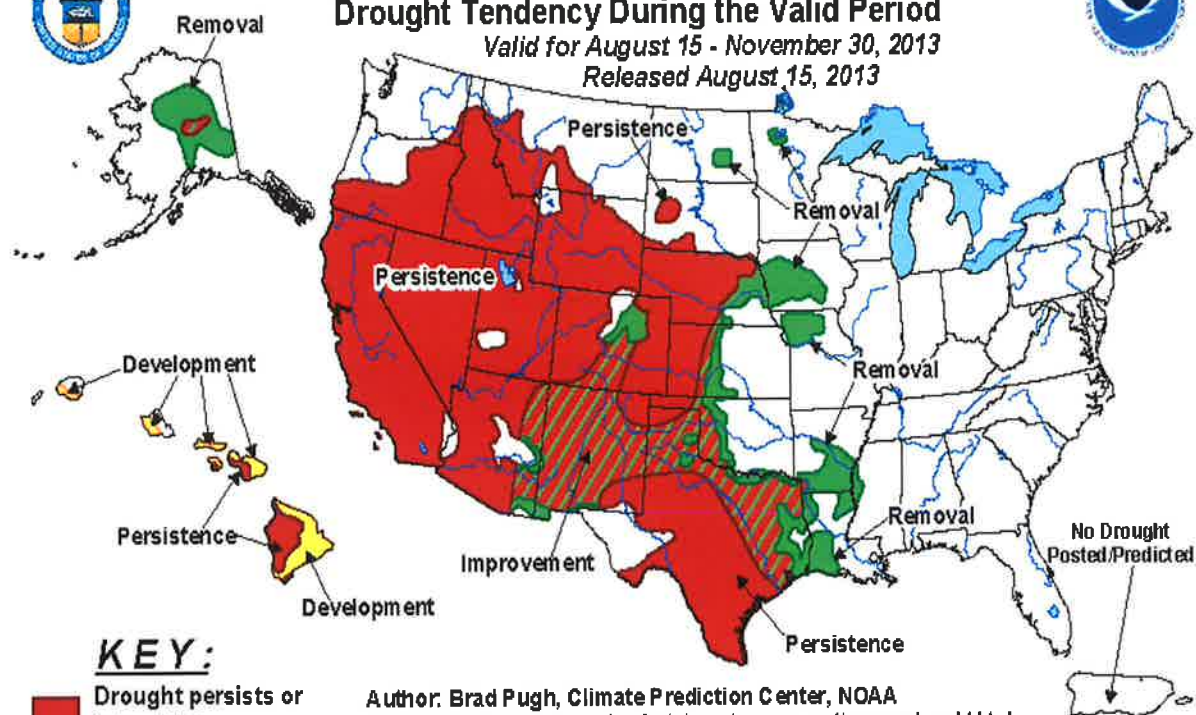 Drought Tendency During the Valid Period
Valid for August 15 - November 30, 2013
Released August 15, 2013
Removal
Persistence
Removal
Persistence
Development
Removal
Removal
Persistence
Improvement
Development
No Drought
Posted/Predicted
Persistence
KEY:
Drought persists or
Author: Brad Pugh, Climate Prediction Center, NOAA